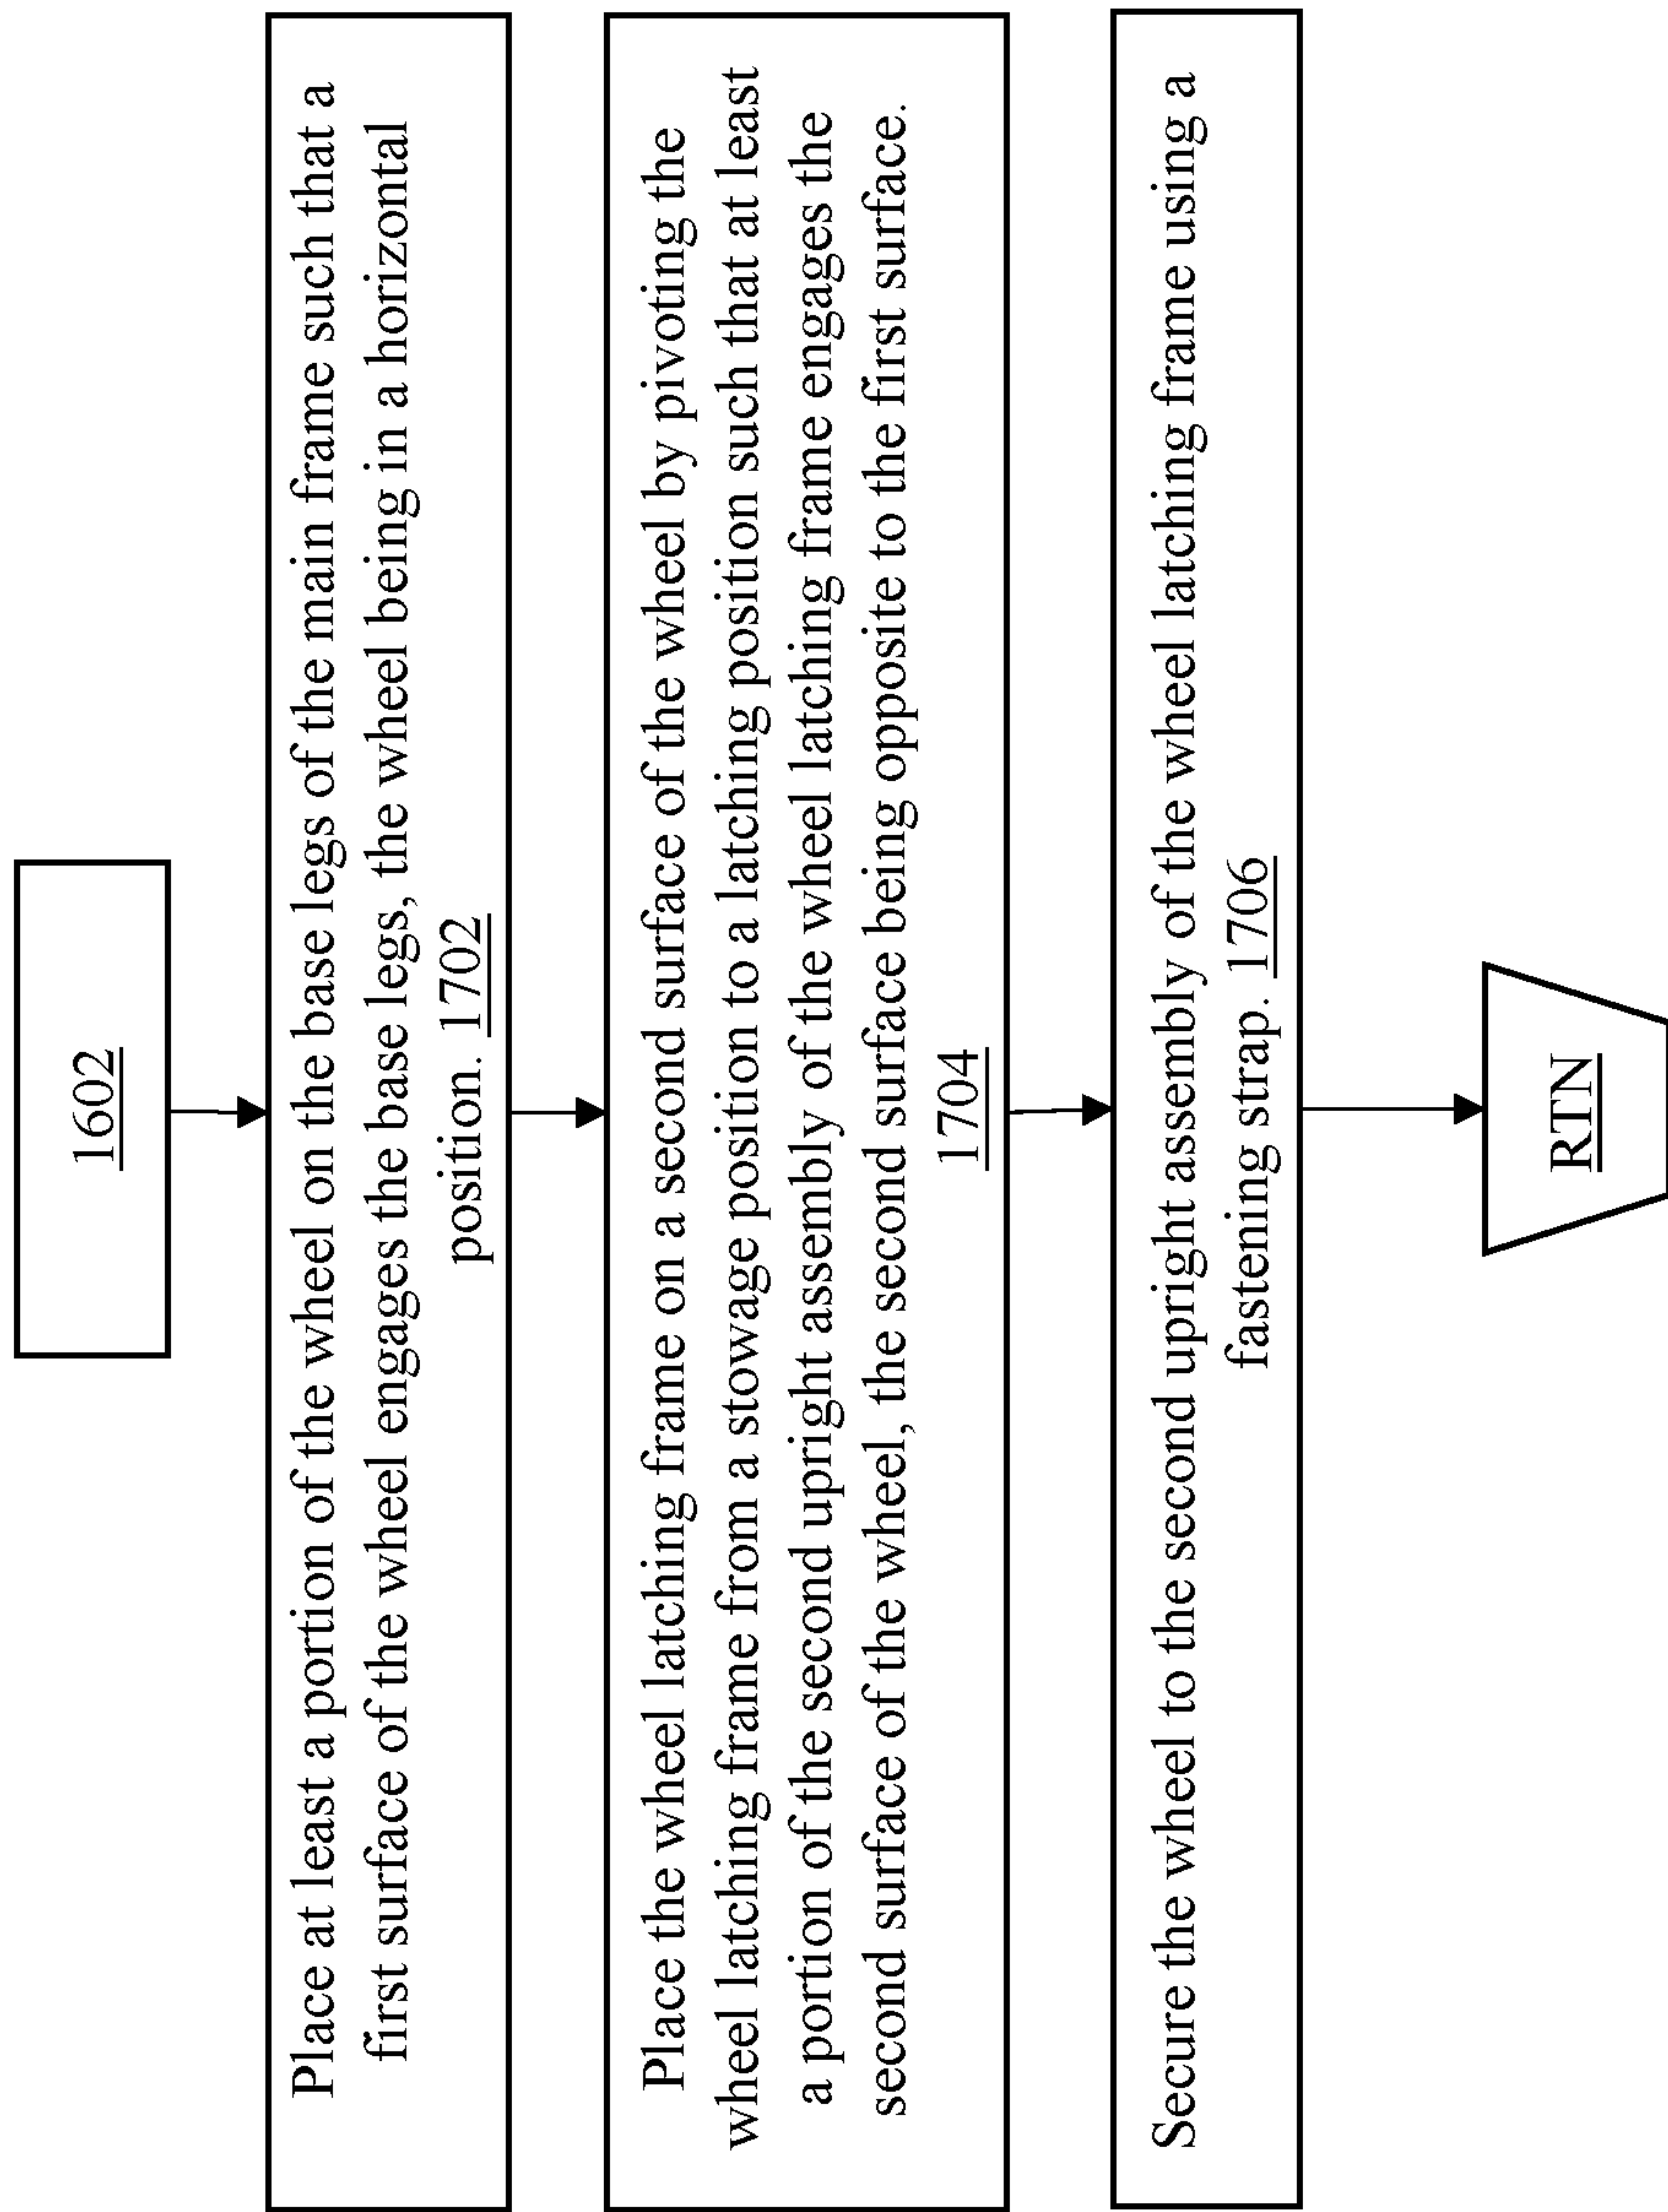 1602
Place at least a portion of the wheel on the base legs of the main frame such that a
first surface of the wheel engages the base legs, the wheel being in a horizontal
position. 1702
Place the wheel latching frame on a second surface of the wheel by pivoting the
wheel latching frame from a stowage position to a latching position such that at least
a portion of the second upright assembly of the wheel latching frame engages the
second surface of the wheel, the second surface being opposite to the first surface.
1704
Secure the wheel to the second upright assembly of the wheel latching frame using a
fastening strap. 1706
RTN